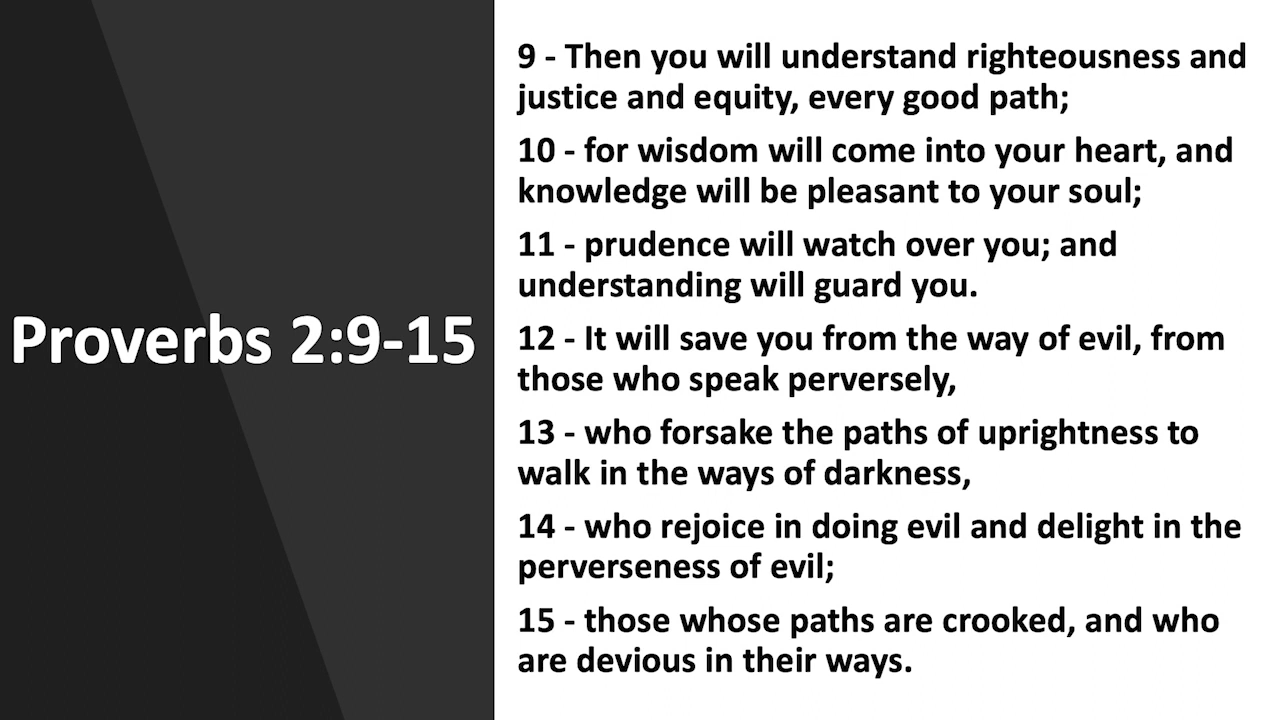 Proverbs 2:9-15
9 - Then you will understand righteousness and
justice and equity, every good path;
10 - for wisdom will come into your heart, and
knowledge will be pleasant to your soul;
11 - prudence will watch over you; and
understanding will guard you.
12 - It will save you from the way of evil, from
those who speak perversely,
13 - who forsake the paths of uprightness to
walk in the ways of darkness,
14 - who rejoice in doing evil and delight in the
perverseness of evil;
15 - those whose paths are crooked, and who
are devious in their ways.